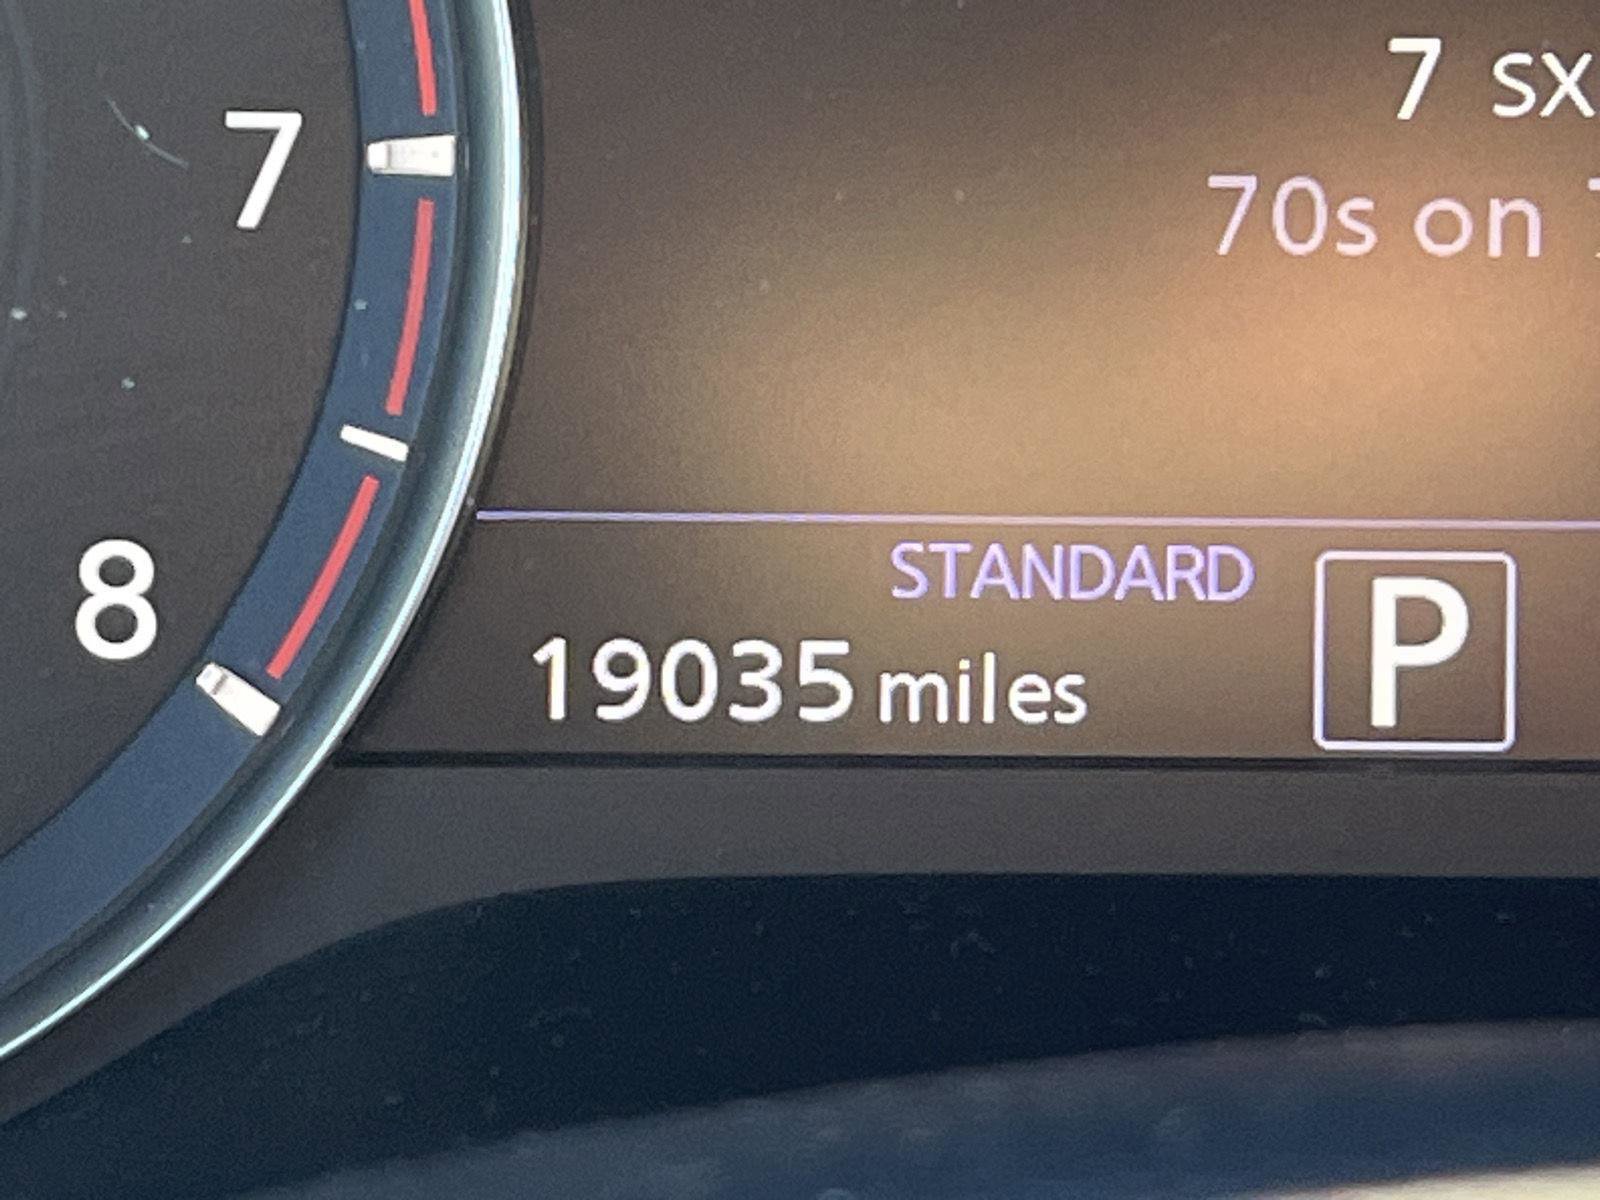 7 SX
70s on
7
8
STANDARD
P
19035 miles